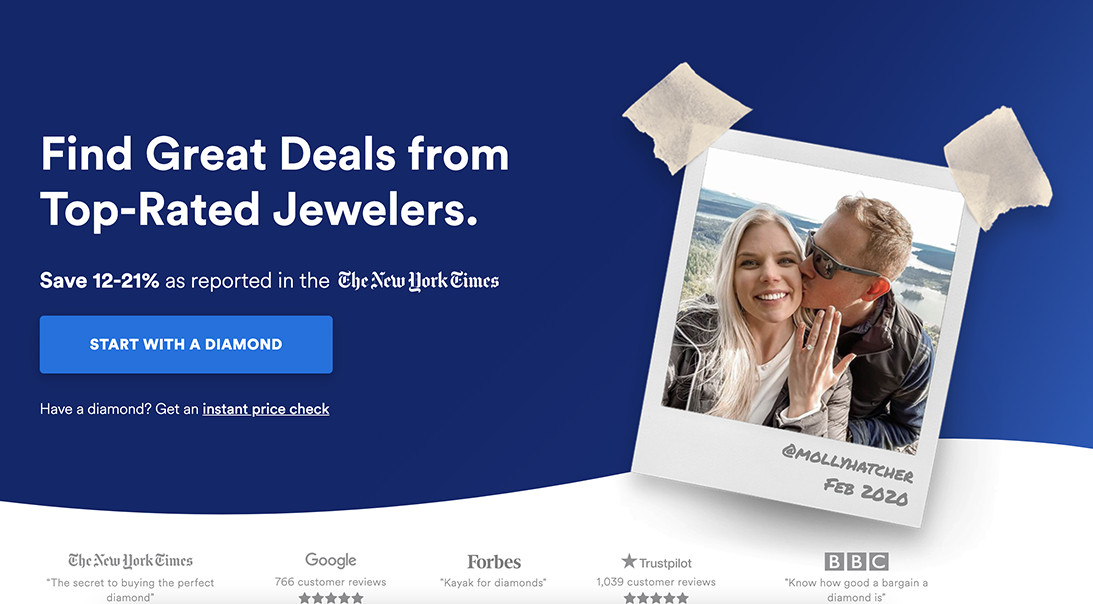 Find Great Deals from
Top-Rated Jewelers.
Save 12-21% as reported in the The New York Times
START WITH A DIAMOND
Have a diamond? Get an instant price check
@MOLLYHATCHER
FEB 2020
The New York Times
"The secret to buying the perfect
diamond"
Google
766 customer reviews
Forbes
"Kayak for diamonds"
Trustpilot
1,039 customer reviews
BBC
"Know how good a bargain a
diamond is"